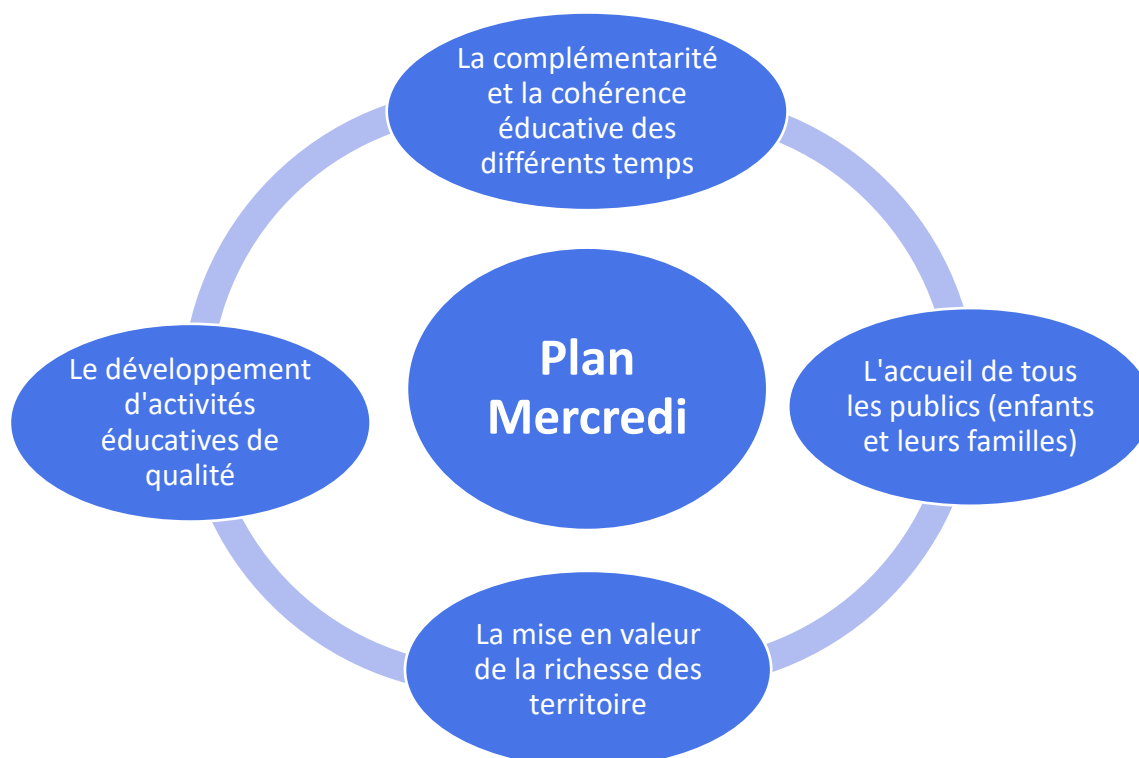 La complémentarité
et la cohérence
éducative des
différents temps
Plan
Mercredi
Le développement
d'activités
éducatives de
qualité
L'accueil de tous
les publics (enfants
et leurs familles)
La mise en valeur
de la richesse des
territoire